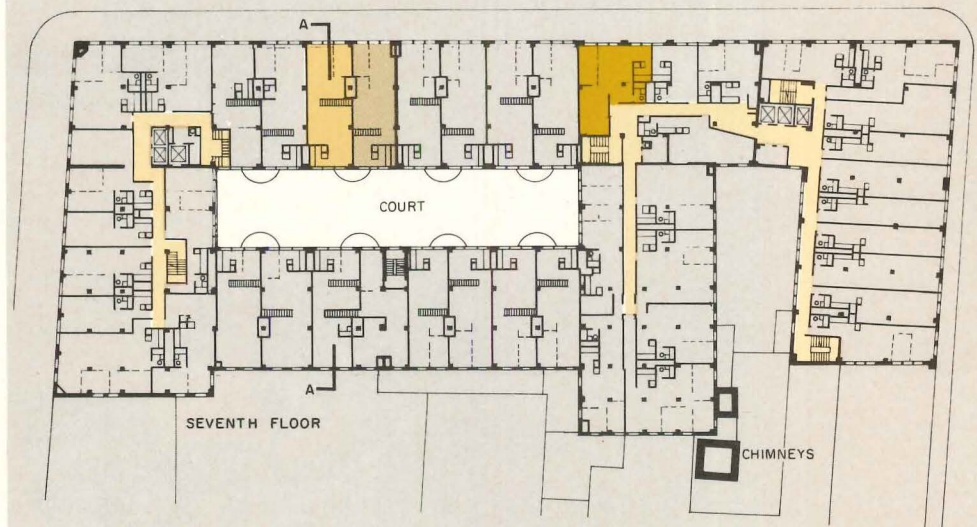 A
COURT
A
SEVENTH FLOOR
CHIMNEYS